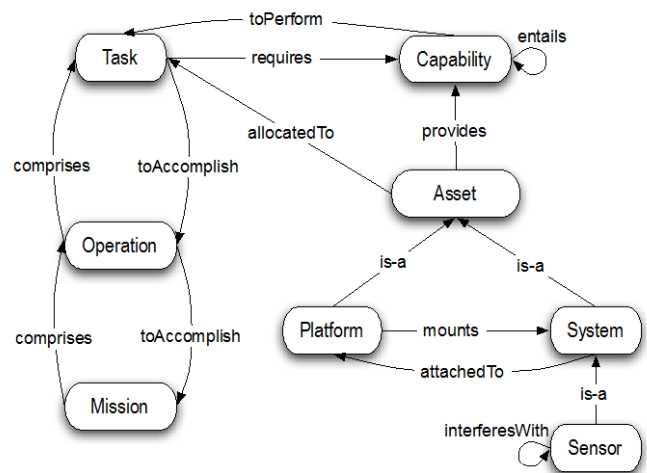 toPerform
entails
Task
requires
Capability
allocatedTo
provides
comprises
toAccomplish
Asset
Operation
is-a
is-a
comprises
toAccomplish
Platform
mounts
System
attachedTo
is-a
Mission
interferesWith
Sensor